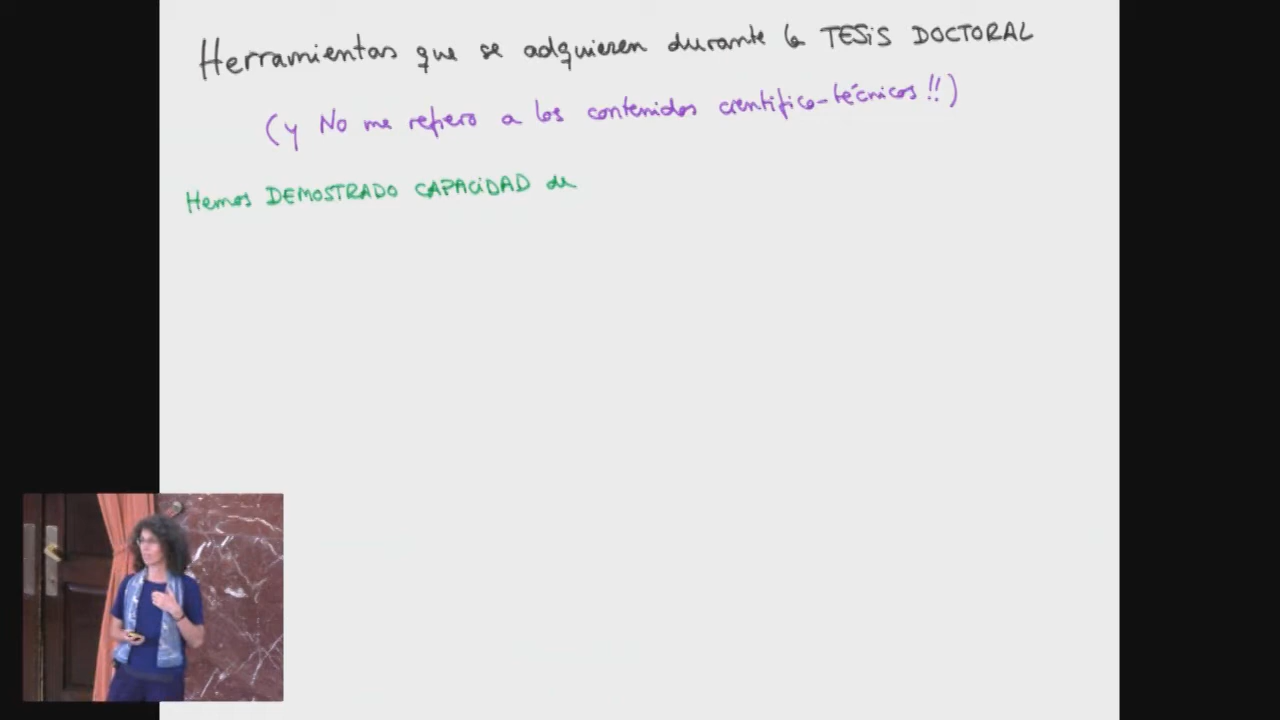 Herramientas que se adquieren durante la TESIS DOCTORAL
(y No me refiero a los contenidos científico-técnicos!!)
Hemos DEMOSTRADO CAPACIDAD de